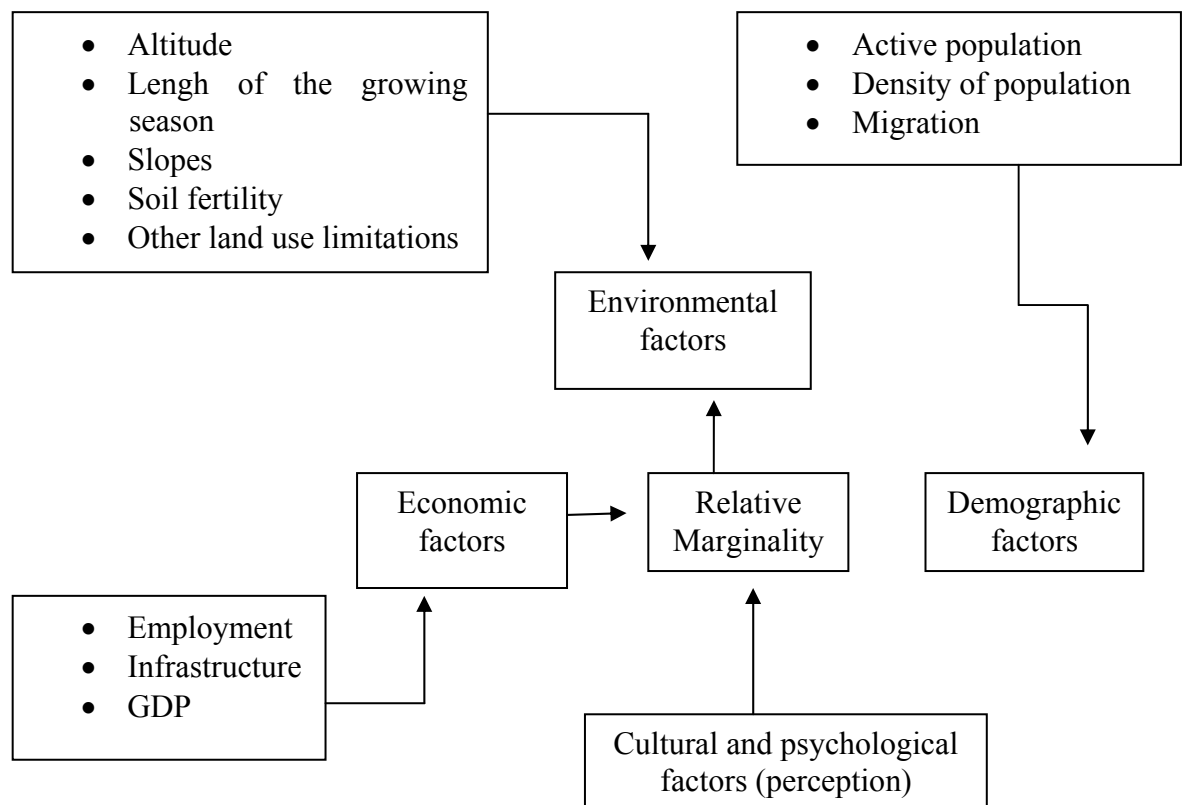 • Altitude
• Lengh of the growing
season
• Slopes
• Soil fertility
• Other land use limitations
• Active population
• Density of population
• Migration
Environmental
factors
Economic
factors
Relative
Marginality
Demographic
factors
• Employment
• Infrastructure
• GDP
Cultural and psychological
factors (perception)